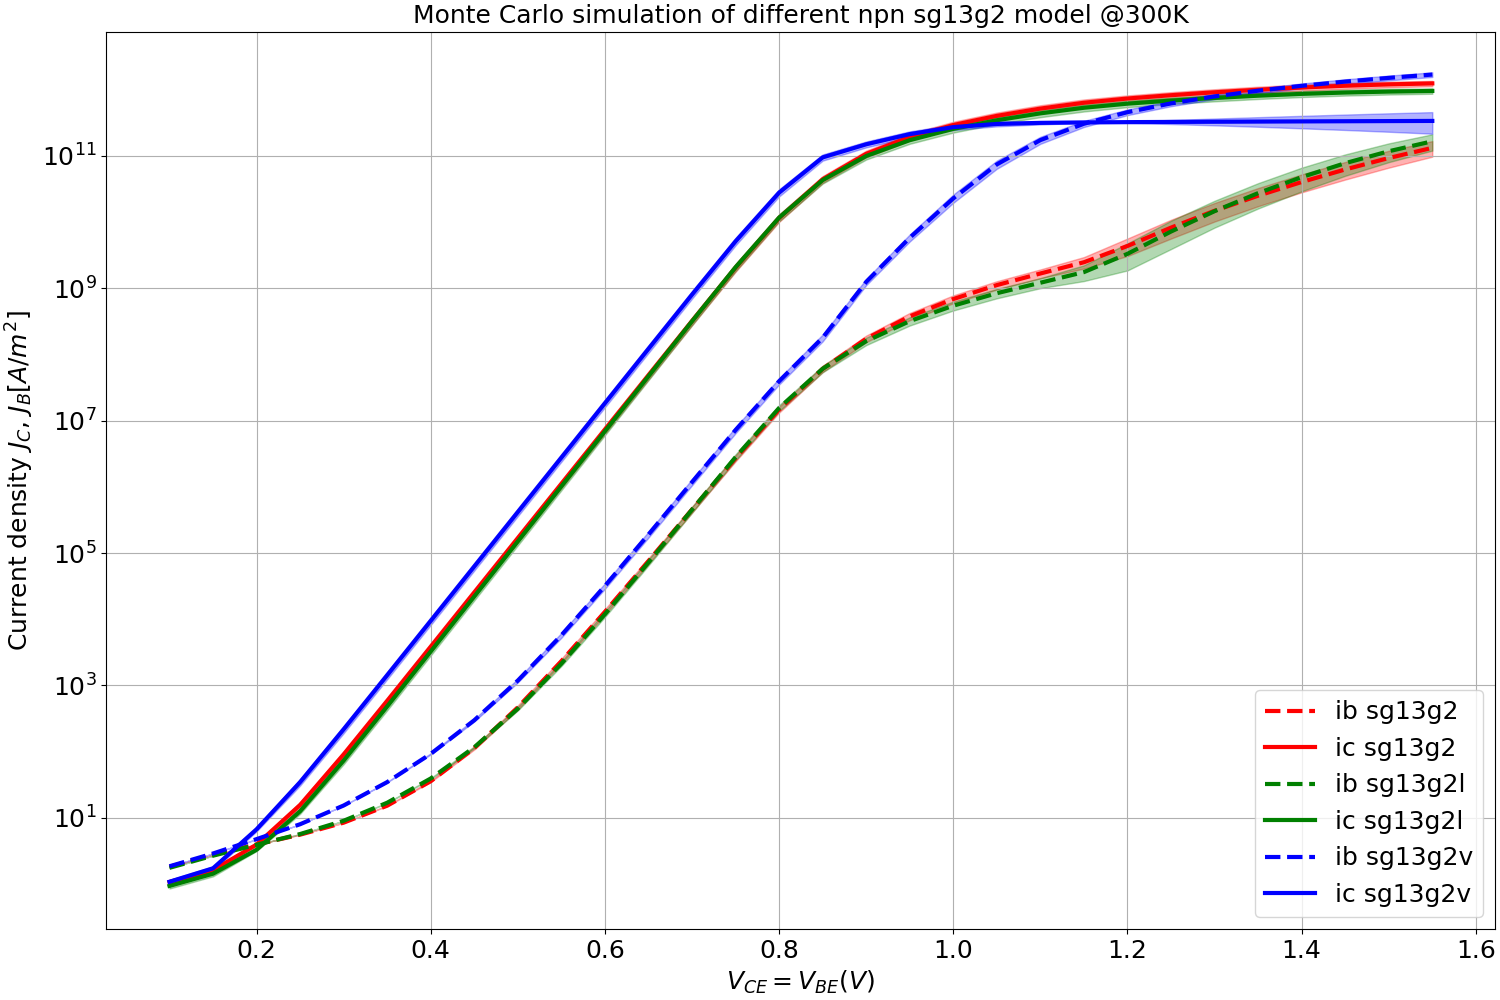 Monte Carlo simulation of different npn sg13g2 model @300K
Current density J_C, J_B[A/m^2]
10^11
10^9
10^7
10^5
10^3
10^1
ib sg13g2
ic sg13g2
ib sg13g2l
ic sg13g2l
ib sg13g2v
ic sg13g2v
0.2 0.4 0.6 0.8 1.0 1.2 1.4 1.6
V_CE = V_BE(V)